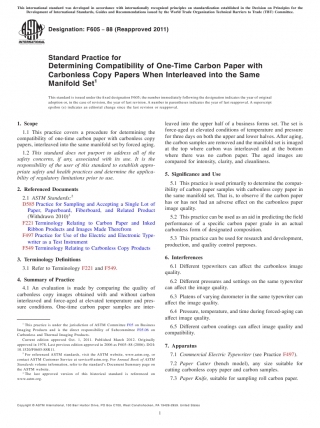 This international standard was developed in accordance with internationally recognized principles on standardization established in the Decision on Principles for the
Development of International Standards, Guides and Recommendations issued by the World Trade Organization Technical Barriers to Trade (TBT) Committee.
Designation: F605 − 88 (Reapproved 2011)
Standard Practice for
Determining Compatibility of One-Time Carbon Paper with
Carbonless Copy Papers When Interleaved into the Same
Manifold Set1
This standard is issued under the fixed designation F605; the number immediately following the designation indicates the year of original
adoption or, in the case of revision, the year of last revision. A number in parentheses indicates the year of last reapproval. A superscript
epsilon (ε) indicates an editorial change since the last revision or reapproval.
1. Scope
1.1 This practice covers a procedure for determining the
compatibility of one-time carbon paper with carbonless copy
papers, interleaved into the same manifold set by forced aging.
1.2 This standard does not purport to address all of the
safety concerns, if any, associated with its use. It is the
responsibility of the user of this standard to establish appro-
priate safety and health practices and determine the applica-
bility of regulatory limitations prior to use.
2. Referenced Documents
2.1 ASTM Standards:2
D585 Practice for Sampling and Accepting a Single Lot of
Paper, Paperboard, Fiberboard, and Related Product
(Withdrawn 2010)3
F221 Terminology Relating to Carbon Paper and Inked
Ribbon Products and Images Made Therefrom
F497 Practice for Use of the Electric and Electronic Type-
writer as a Test Instrument
F549 Terminology Relating to Carbonless Copy Products
3. Terminology Definitions
3.1 Refer to Terminology F221 and F549.
4. Summary of Practice
4.1 An evaluation is made by comparing the quality of
carbonless copy images obtained with and without carbon
interleaved and force-aged at elevated temperature and pres-
sure conditions. One-time carbon paper samples are inter-
1 This practice is under the jurisdiction of ASTM Committee F05 on Business
Imaging Products and is the direct responsibility of Subcommittee F05.08 on
Carbonless and Thermal Imaging Products.
Current edition approved Dec. 1, 2011. Published March 2012. Originally
approved in 1978. Last previous edition approved in 2006 as F605–88 (2006). DOI:
10.1520/F0605-88R11.
2 For referenced ASTM standards, visit the ASTM website, www.astm.org, or
contact ASTM Customer Service at service@astm.org. For Annual Book of ASTM
Standards volume information, refer to the standard's Document Summary page on
the ASTM website.
3 The last approved version of this historical standard is referenced on
www.astm.org.
leaved into the upper half of a business forms set. The set is
force-aged at elevated conditions of temperature and pressure
for three days on both the upper and lower halves. After aging,
the carbon samples are removed and the manifold set is imaged
at the top where carbon was interleaved and at the bottom
where there was no carbon paper. The aged images are
compared for intensity, clarity, and cleanliness.
5. Significance and Use
5.1 This practice is used primarily to determine the compat-
ibility of carbon paper samples with carbonless copy paper in
the same manifold set. That is, to observe if the carbon paper
has or has not had an adverse effect on the carbonless paper
image quality.
5.2 This practice can be used as an aid in predicting the field
performance of a specific carbon paper grade in an actual
carbonless form of designated composition.
5.3 This practice can be used for research and development,
production, and quality control purposes.
6. Interferences
6.1 Different typewriters can affect the carbonless image
quality.
6.2 Different pressures and settings on the same typewriter
can affect the image quality.
6.3 Platens of varying durometer in the same typewriter can
affect the image quality.
6.4 Pressure, temperature, and time during forced-aging can
affect image quality.
6.5 Different carbon coatings can affect image quality and
compatibility.
7. Apparatus
7.1 Commercial Electric Typewriter (see Practice F497).
7.2 Paper Cutter (bench model), any size suitable for
cutting carbonless copy paper and carbon samples.
7.3 Paper Knife, suitable for sampling roll carbon paper.
Copyright © ASTM International, 100 Barr Harbor Drive, PO Box C700, West Conshohocken, PA 19428-2959. United States
1